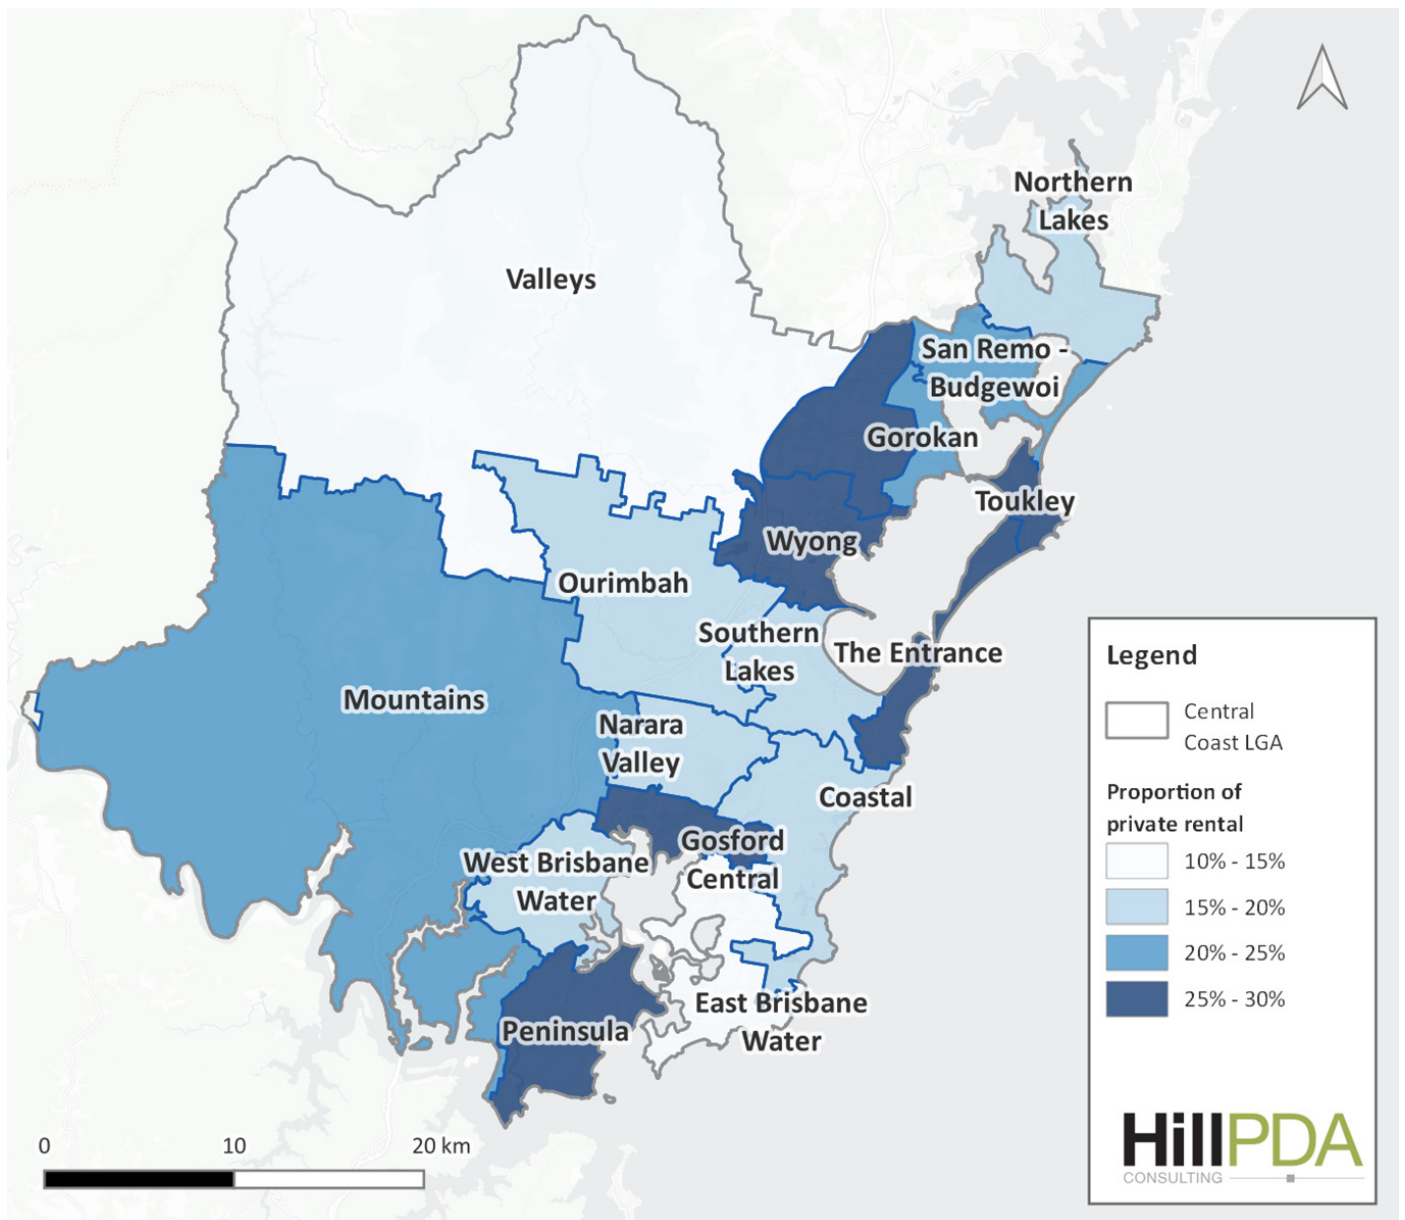 Northern
Lakes
Valleys
San Remo -
Budgewoi
Gorokan
Toukley
Wyong
Ourimbah
Southern
Lakes
The Entrance
Mountains
Narara
Valley
Coastal
Gosford
Central
West Brisbane
Water
East Brisbane
Water
Peninsula
0 10 20 km
Legend
Central
Coast LGA
Proportion of
private rental
10% - 15%
15% - 20%
20% - 25%
25% - 30%
HillPDA
CONSULTING